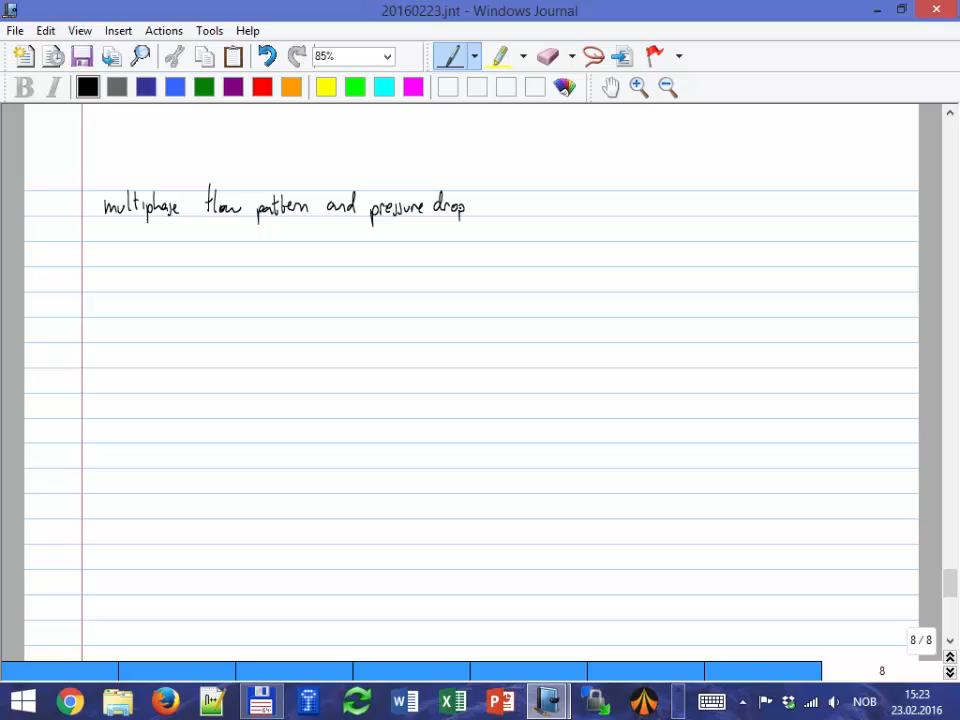 20160223.jnt - Windows Journal
File Edit View Insert Actions Tools Help
85%
B I
multiphase flow pattern and pressure drop
8 / 8
8
NOB
15:23
23.02.2016